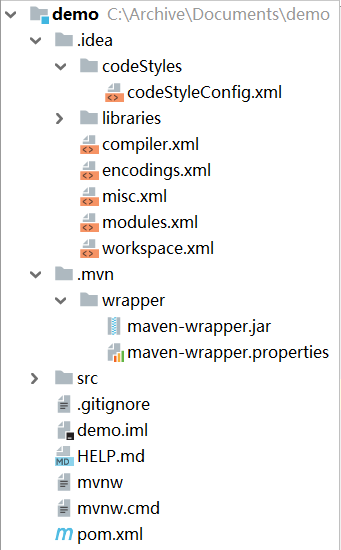 demo C:\Archive\Documents\demo
.idea
codeStyles
codeStyleConfig.xml
libraries
compiler.xml
encodings.xml
misc.xml
modules.xml
workspace.xml
.mvn
wrapper
maven-wrapper.jar
maven-wrapper.properties
src
.gitignore
demo.iml
HELP.md
mvnw
mvnw.cmd
pom.xml